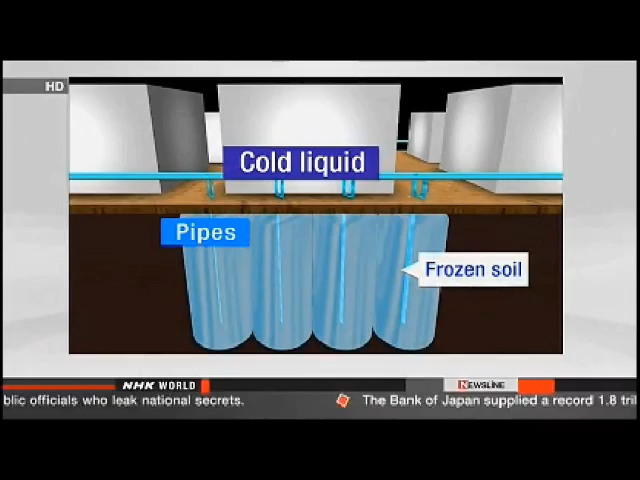 HD
Cold liquid
Pipes
Frozen soil
NHK WORLD
NEWSLINE
blic officials who leak national secrets.
The Bank of Japan supplied a record 1.8 tril